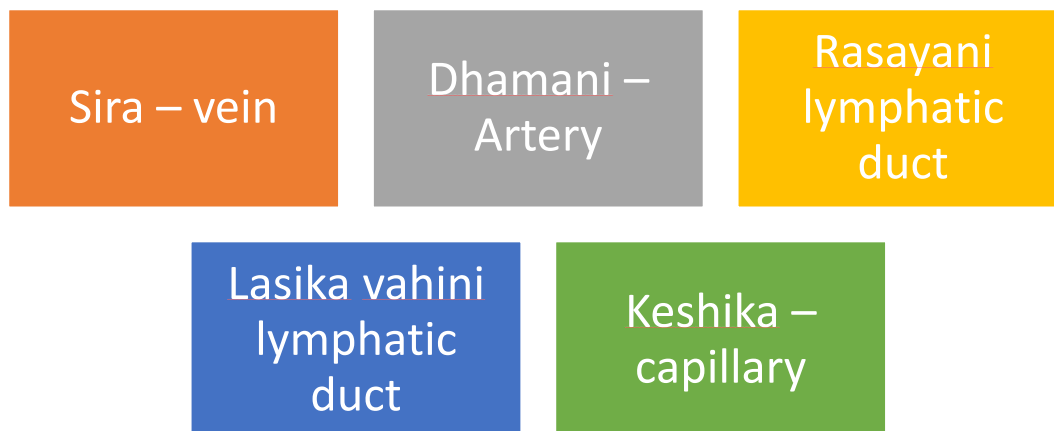 Sira – vein
Dhamani –
Artery
Rasayani
lymphatic
duct
Lasika vahini
lymphatic
duct
Keshika –
capillary